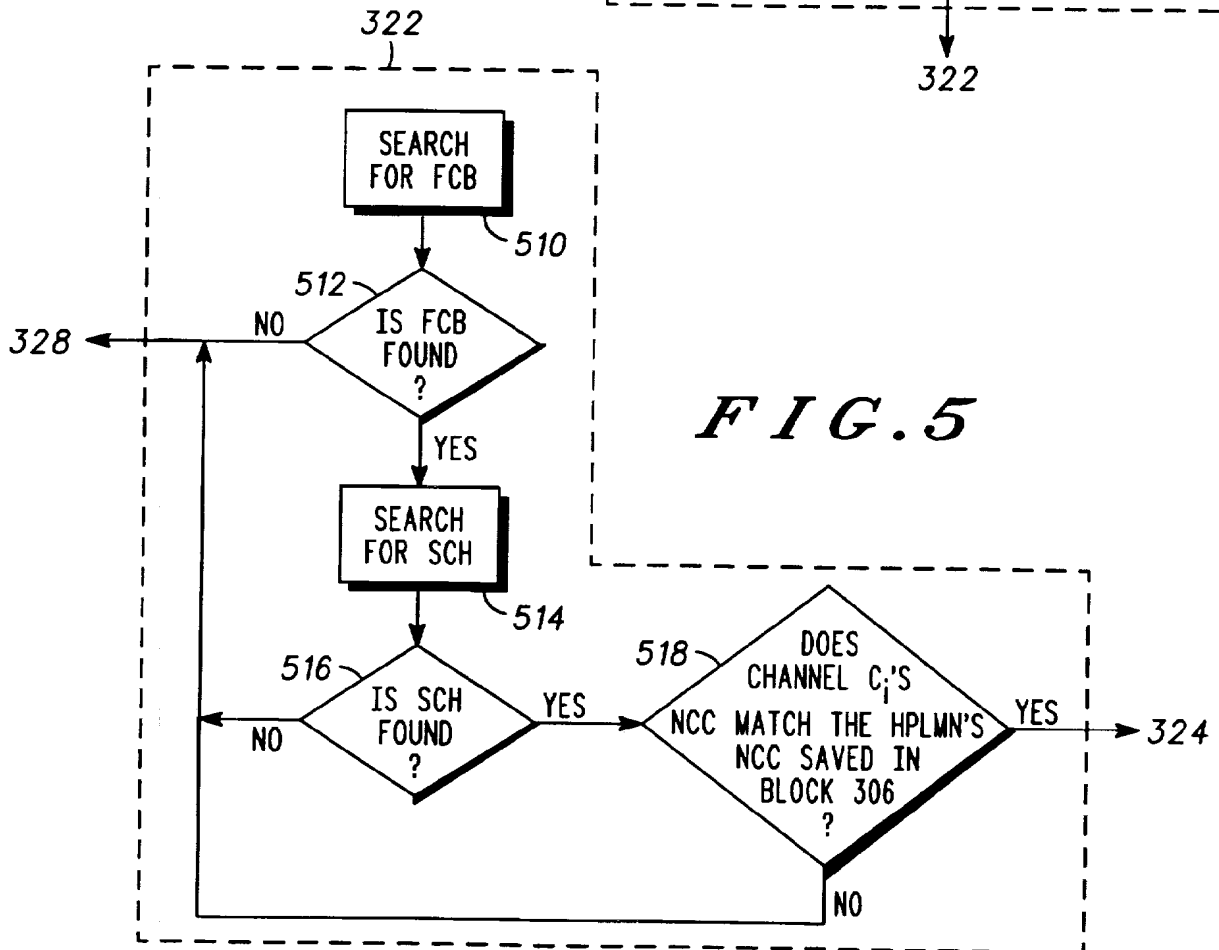 322
322
SEARCH
FOR FCB
510
512
IS FCB
FOUND
?
NO
328
YES
FIG.5
SEARCH
FOR SCH
514
516
IS SCH
FOUND
?
NO
YES
518
DOES
CHANNEL Cj'S
NCC MATCH THE HPLMN'S
NCC SAVED IN
BLOCK 306
?
YES
324
NO